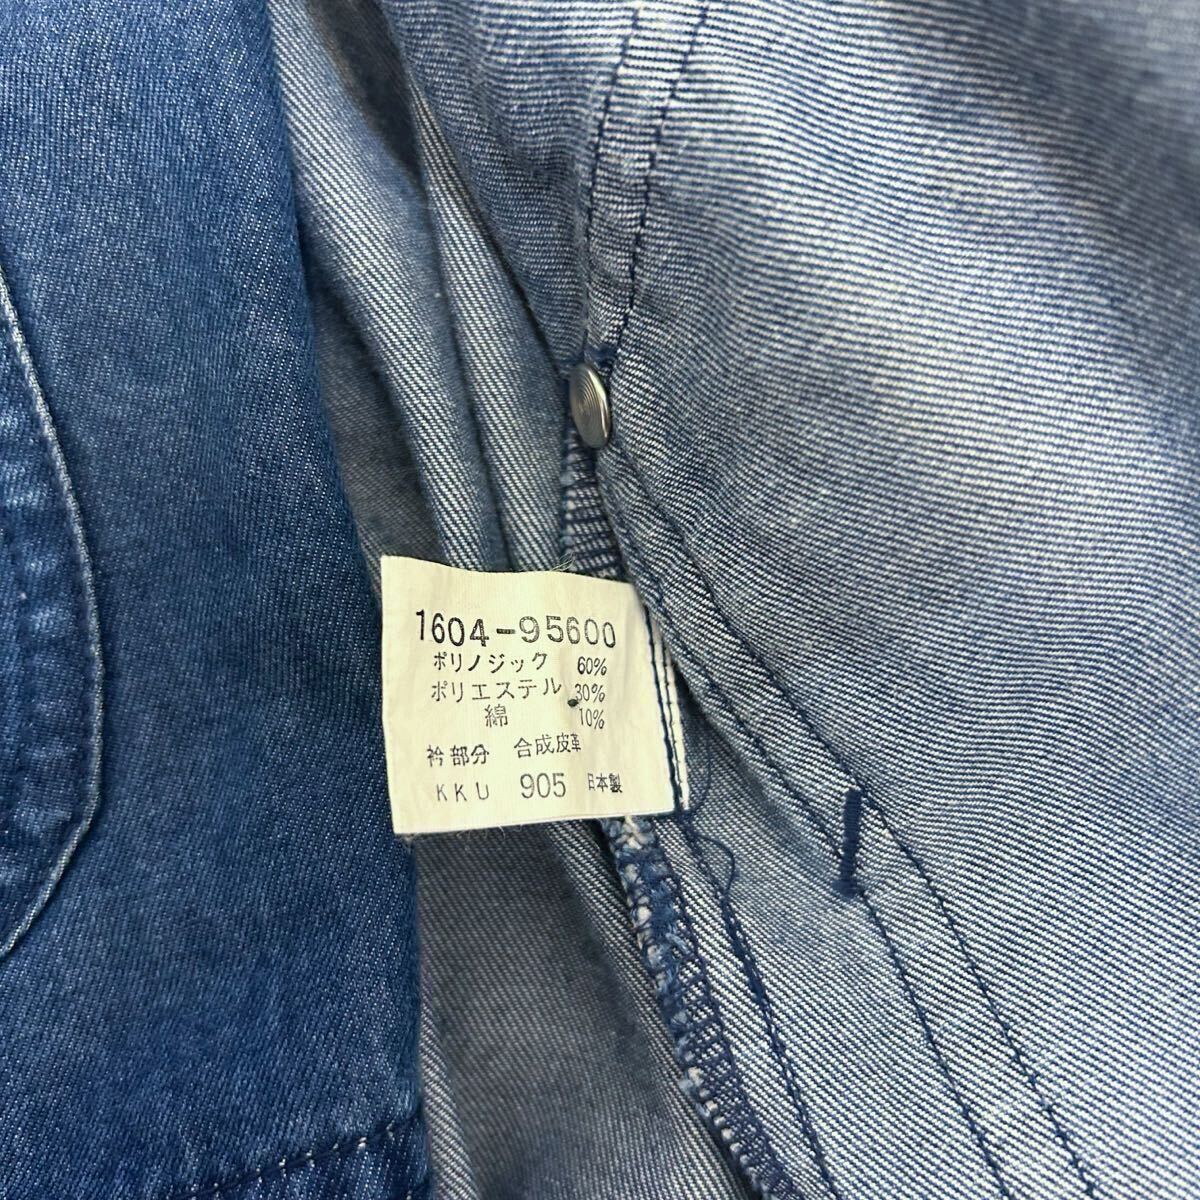 1604-95600
ポリノジック 60%
ポリエステル 30%
綿 10%
衿部分 合成皮革
KKU 905 日本製